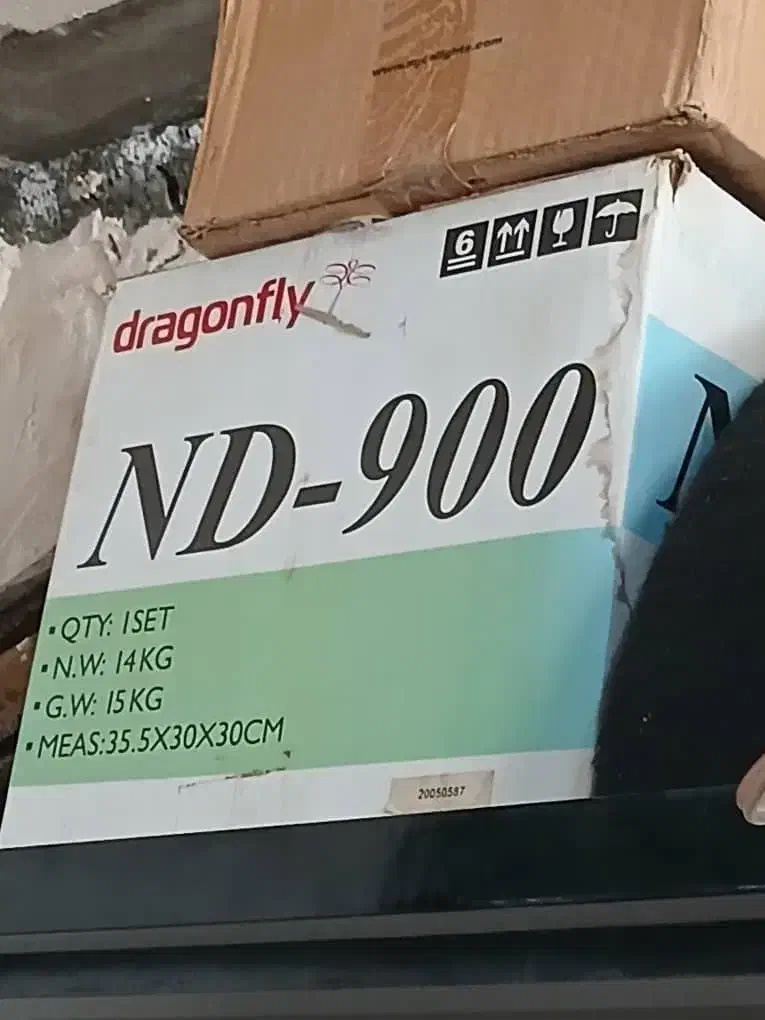 dragonfly
6
ND-900
▪QTY: 1SET
▪N.W: 14KG
▪G.W: 15KG
▪MEAS:35.5X30X30CM
20050587